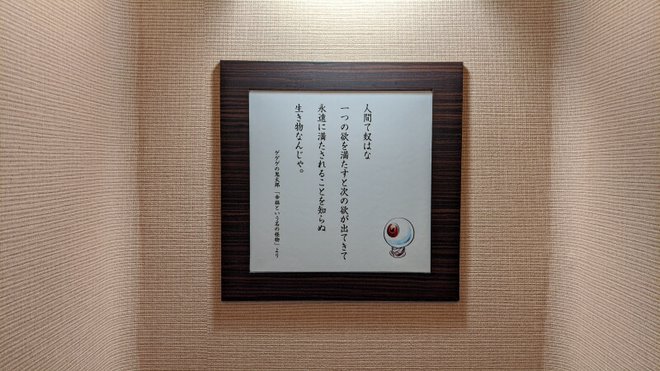 人間て奴はな
一つの欲を満たすと次の欲が出てきて
永遠に満たされることを知らぬ
生き物なんじゃ。
ゲゲゲの鬼太郎「幸福という名の怪物」より